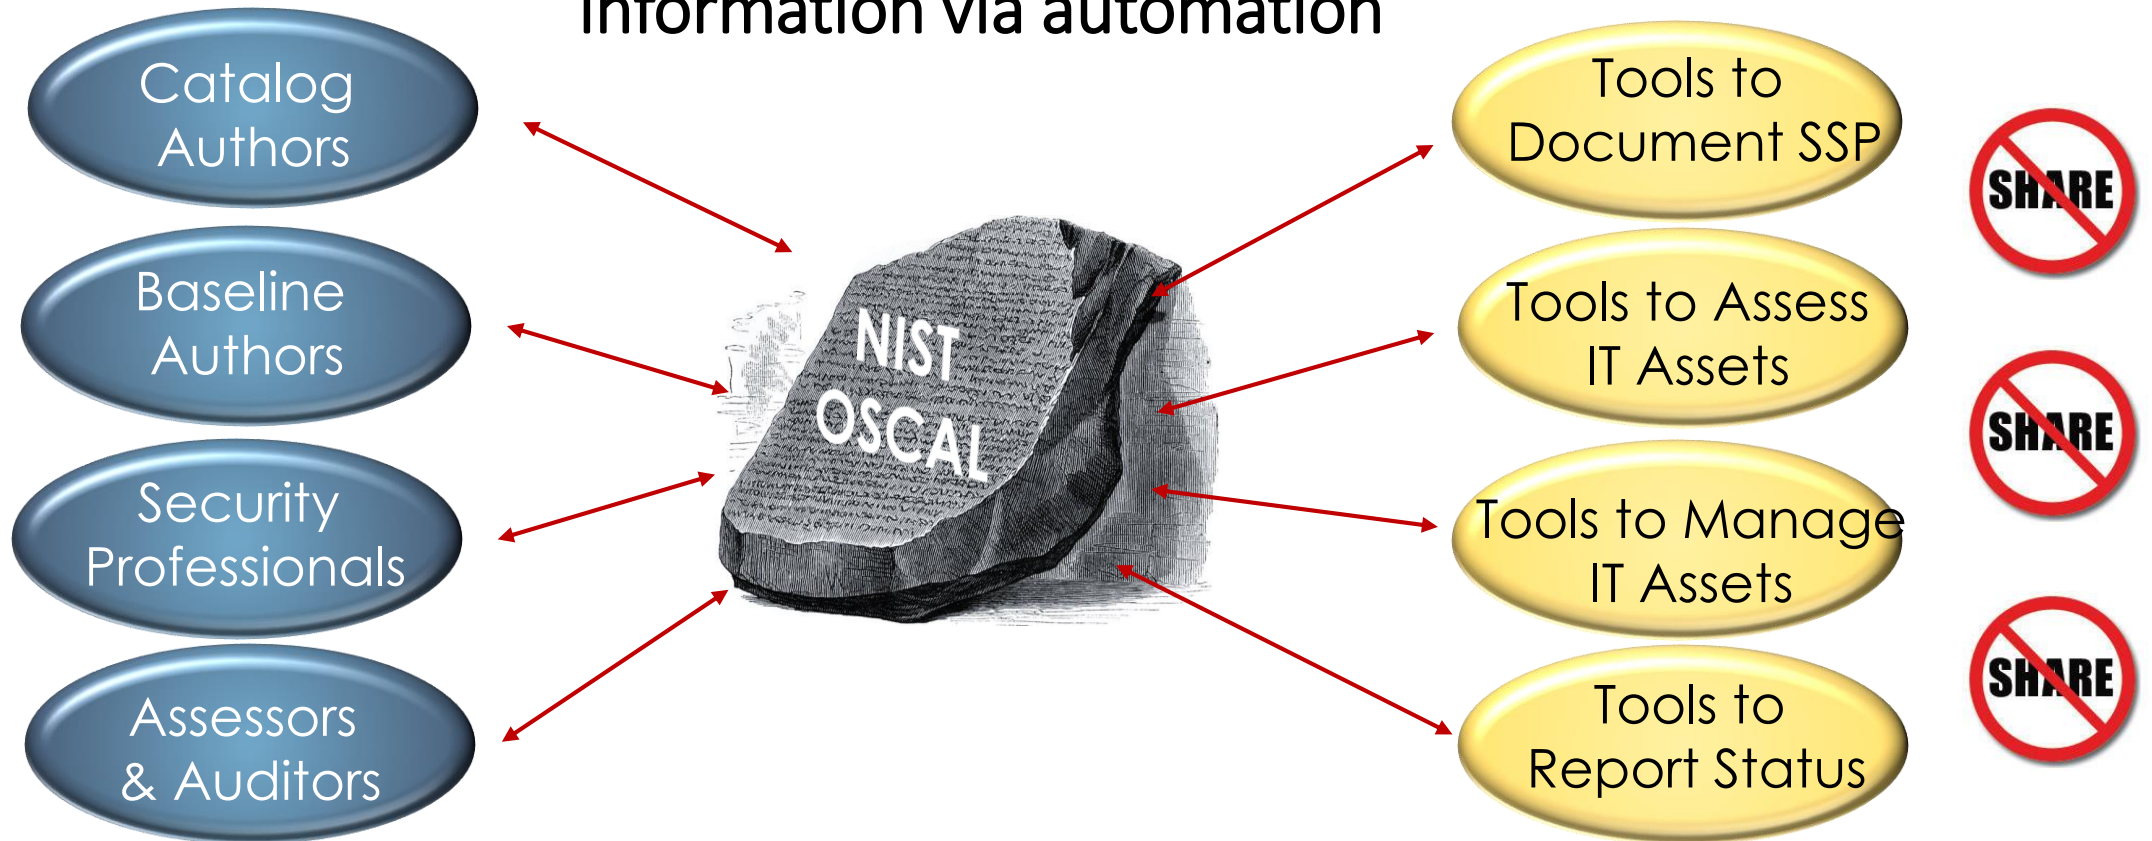 information via automation
Catalog
Authors
Baseline
Authors
Security
Professionals
Assessors
& Auditors
NIST
OSCAL
Tools to
Document SSP
Tools to Assess
IT Assets
Tools to Manage
IT Assets
Tools to
Report Status
SHARE
SHARE
SHARE